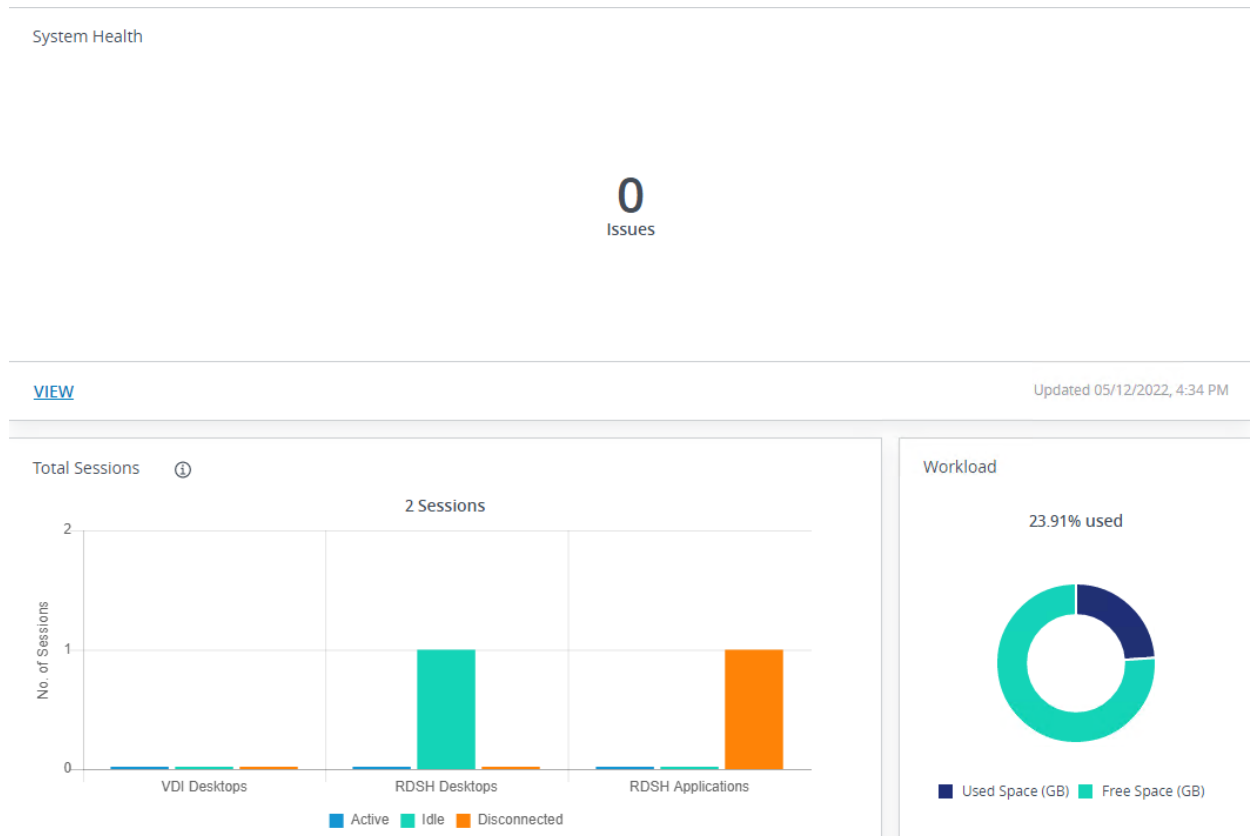 System Health
0
Issues
VIEW
Updated 05/12/2022, 4:34 PM
Total Sessions
2 Sessions
2
1
0
No. of Sessions
VDI Desktops
RDSH Desktops
RDSH Applications
Active Idle Disconnected
Workload
23.91% used
Used Space (GB) Free Space (GB)